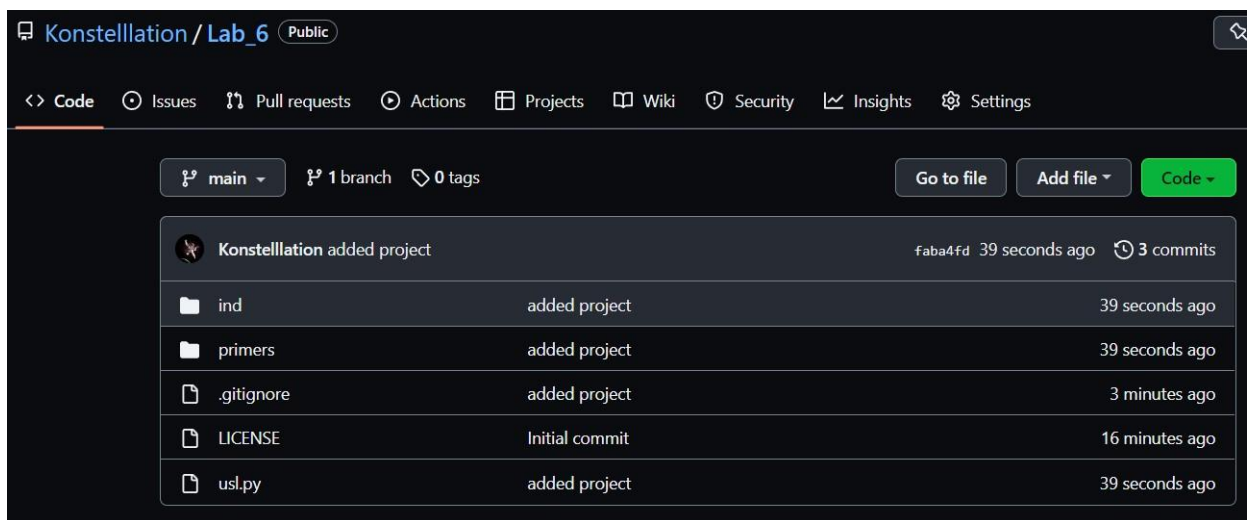 Konstelllation / Lab_6 Public
<> Code Issues Pull requests Actions Projects Wiki Security Insights Settings
main 1 branch 0 tags Go to file Add file Code
Konstelllation added project faba4fd 39 seconds ago 3 commits
ind added project 39 seconds ago
primers added project 39 seconds ago
.gitignore added project 3 minutes ago
LICENSE Initial commit 16 minutes ago
usl.py added project 39 seconds ago